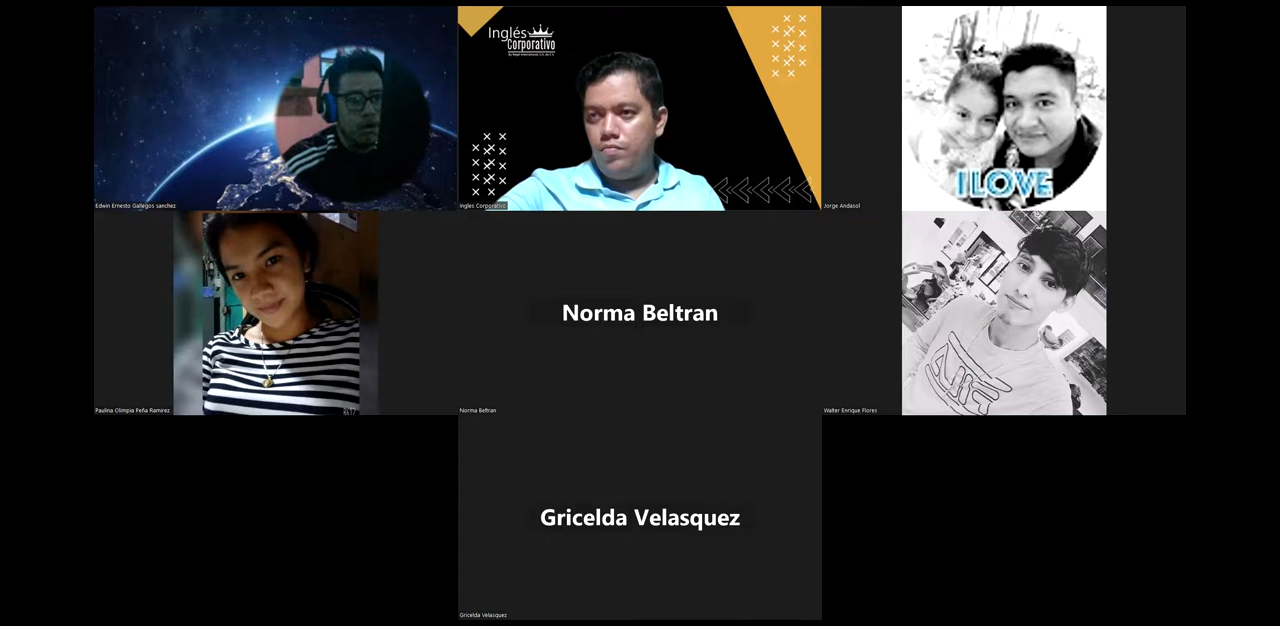 Inglés
Corporativo
Edwin Ernesto Gallegos sanchez
Ingles Corporativo
I LOVE
Jorge Andasol
Paulina Olimpia Peña Ramirez
Norma Beltran
Norma Beltran
Walter Enrique Flores
Gricelda Velasquez
Gricelda Velasquez